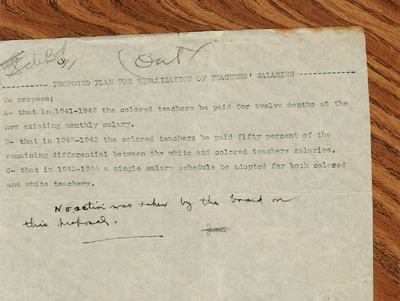 (Out)
---------- PROPOSED PLAN FOR EQUALIZATION OF TEACHERS' SALARIES -----------
We propose;
A- that in 1941-1942 the colored teachers be paid for twelve months at the
now existing monthly salary.
B- that in 1942-1943 the colored teachers be paid fifty percent of the
remaining differential between the white and colored teachers salaries.
C- that in 1943-1944 a single salary schedule be adopted for both colored
and white teachers.
No action was taken by the board on
this proposal.